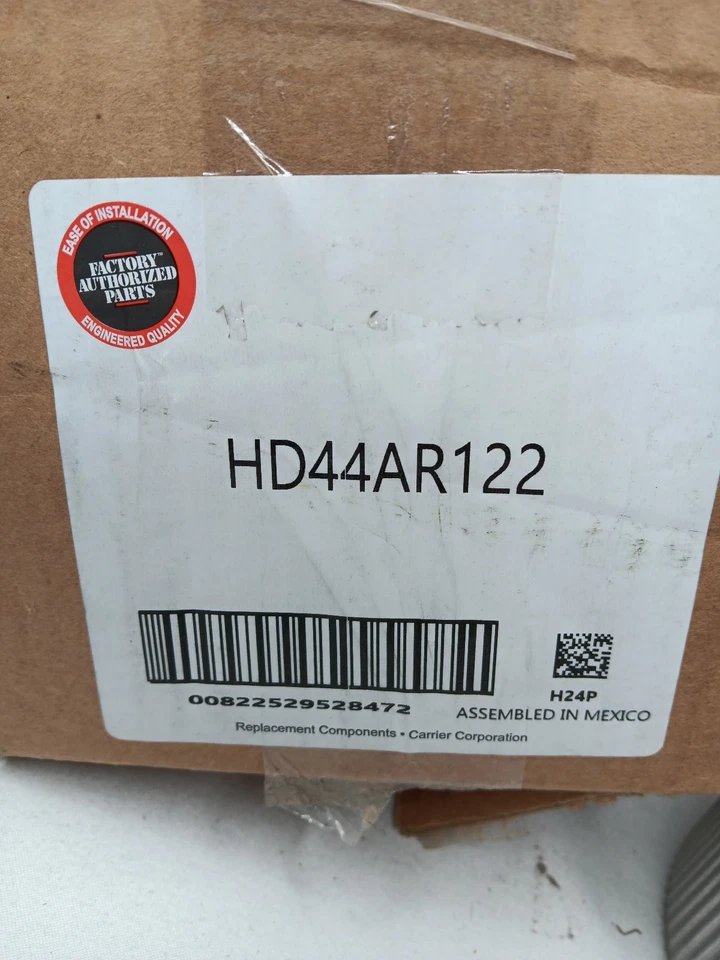 EASE OF INSTALLATION
FACTORY™
AUTHORIZED
PARTS
ENGINEERED QUALITY
HD44AR122
00822529528472
H24P
ASSEMBLED IN MEXICO
Replacement Components • Carrier Corporation